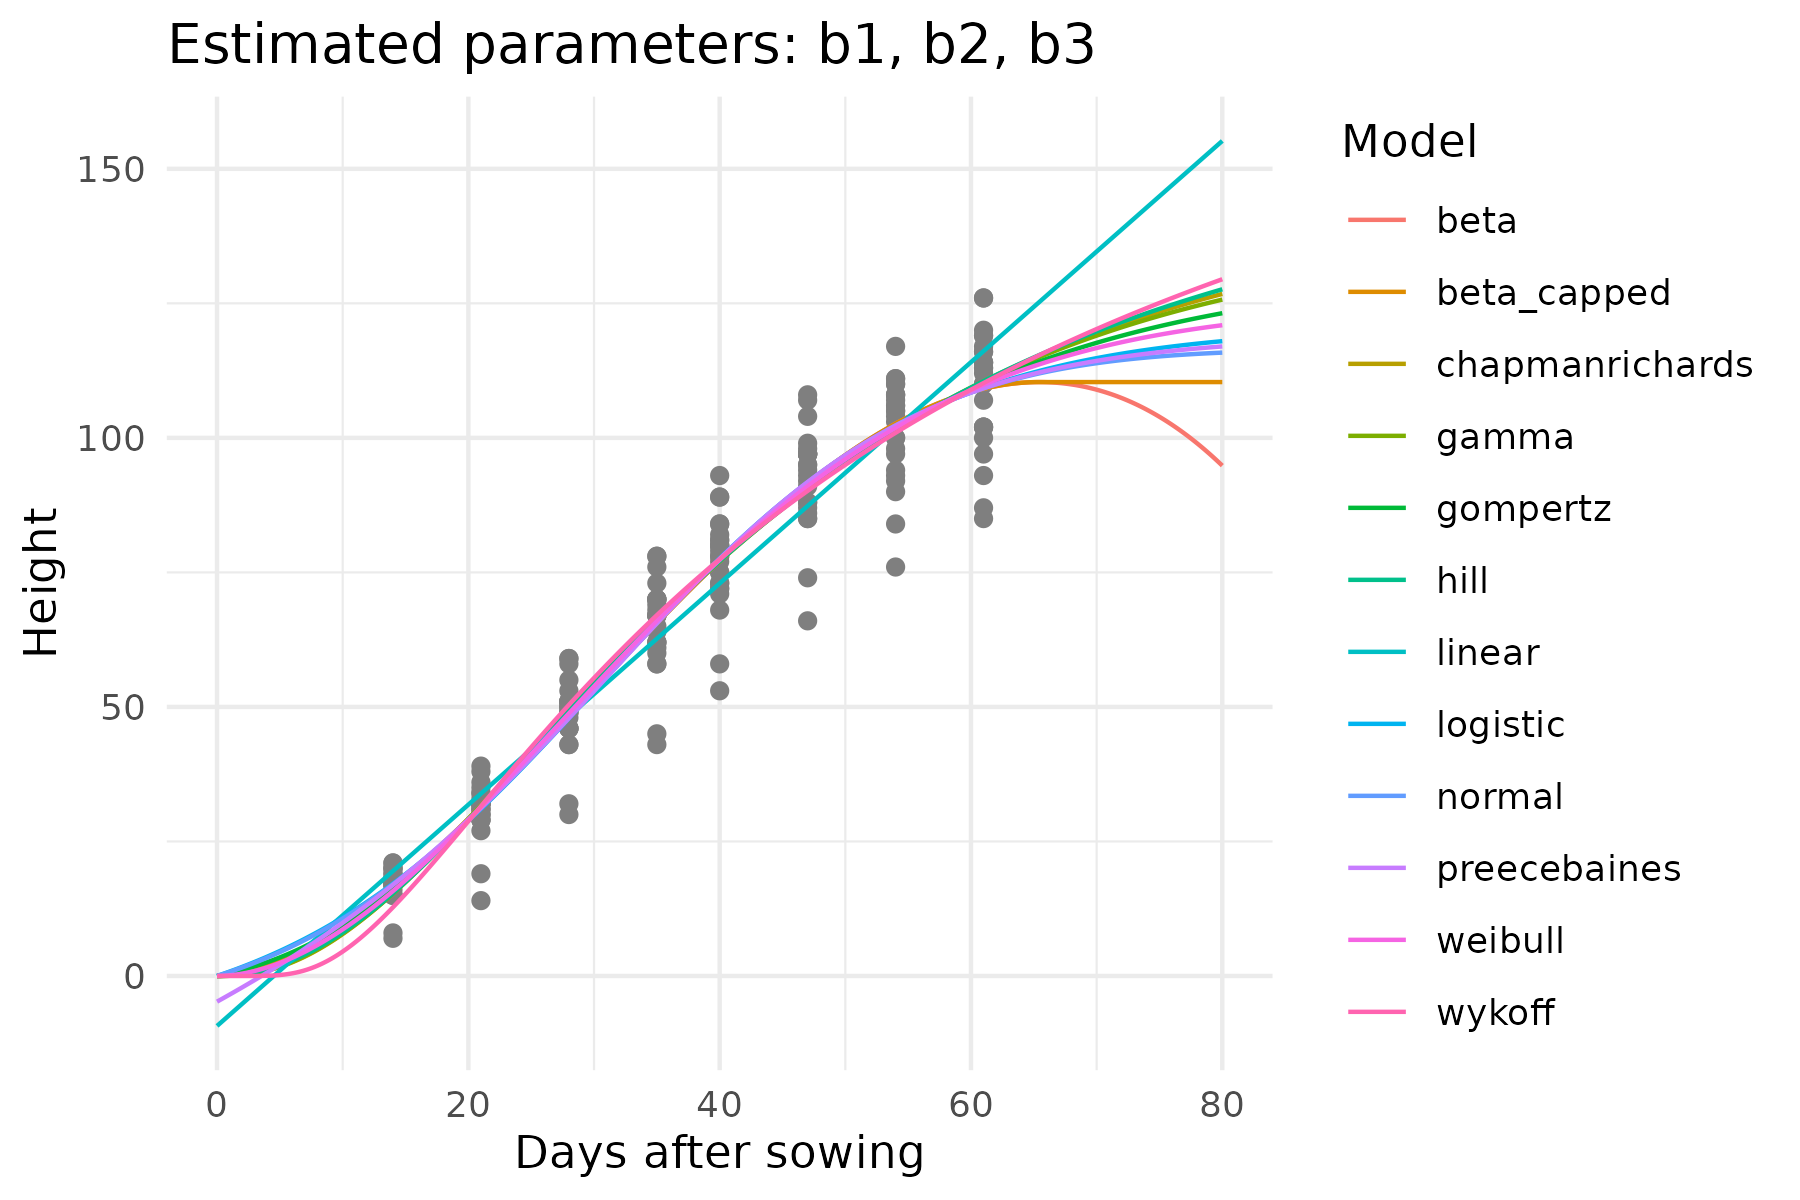 Estimated parameters: b1, b2, b3
150
100
50
0
Height
0 20 40 60 80
Days after sowing
Model
beta
beta_capped
chapmanrichards
gamma
gompertz
hill
linear
logistic
normal
preecebaines
weibull
wykoff